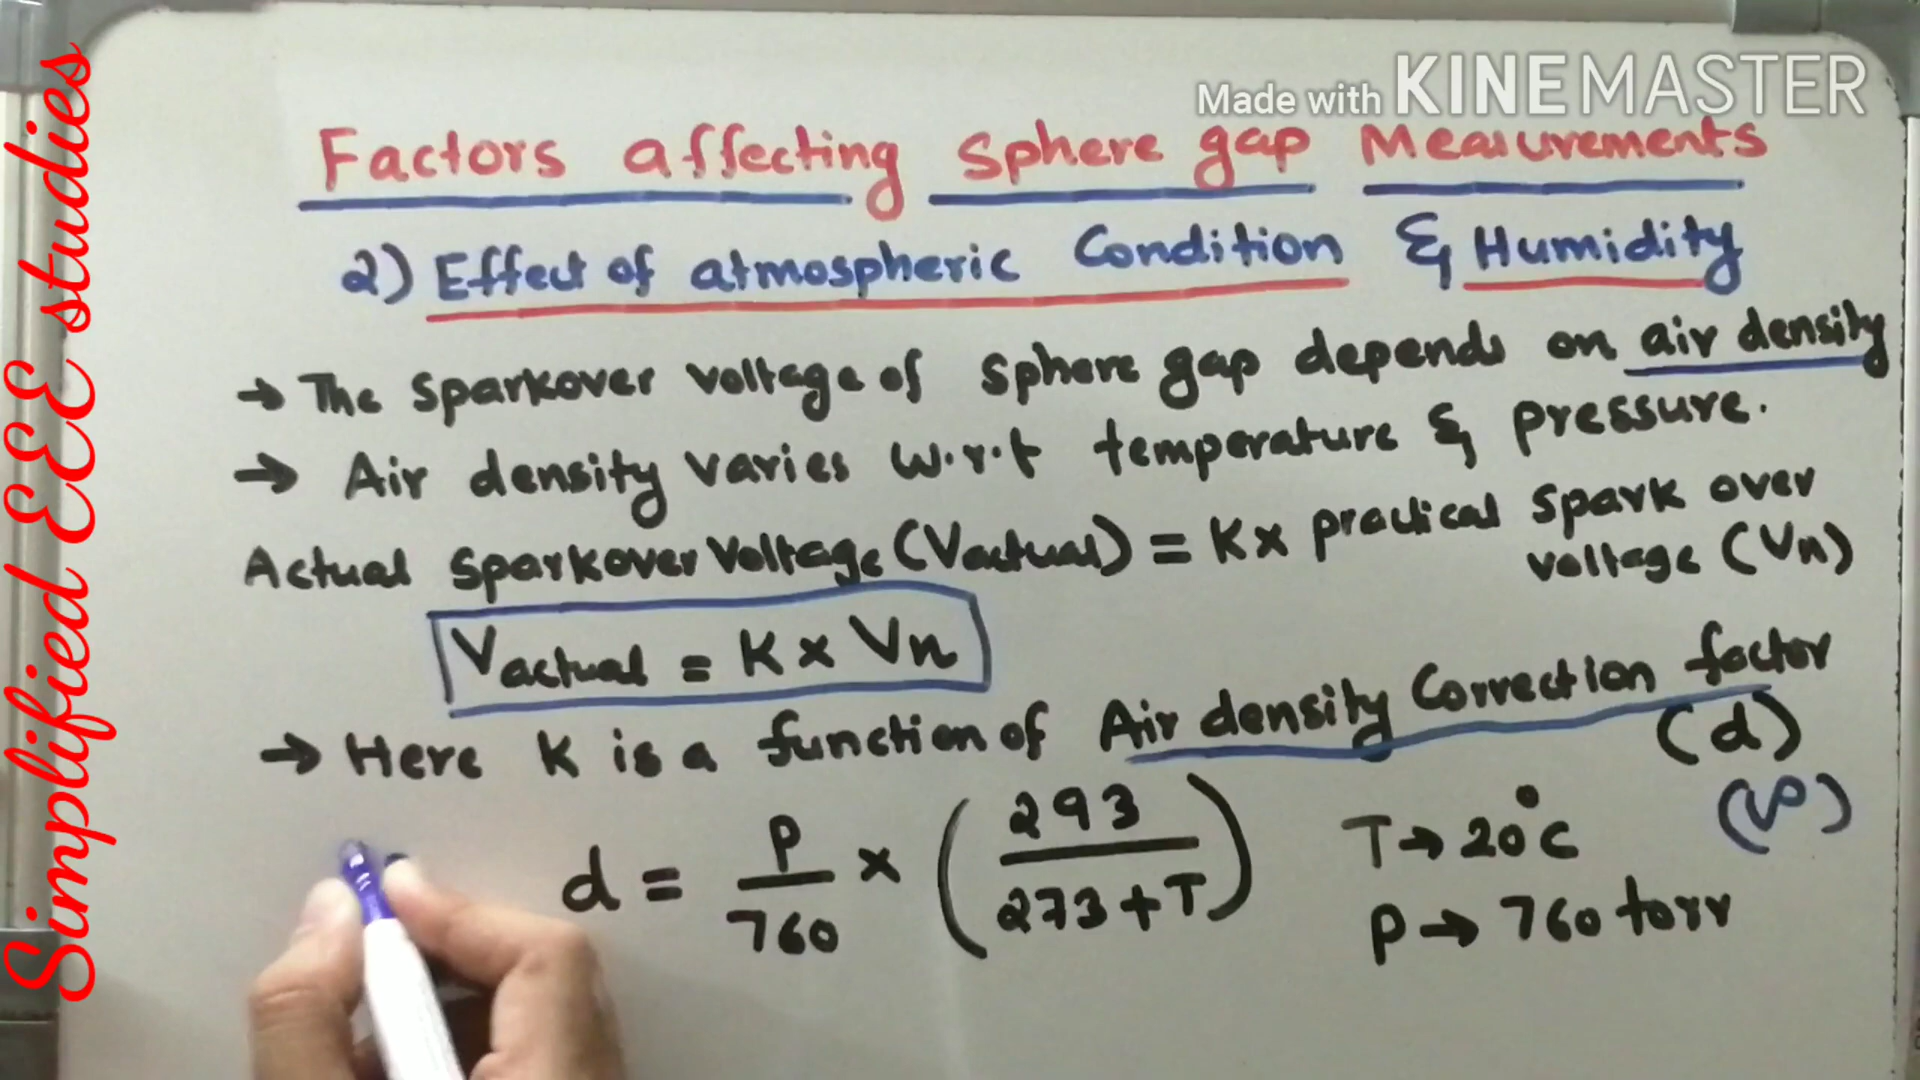 Simplified EEE studies
Made with KINEMASTER
Factors affecting sphere gap Measurements
2) Effect of atmospheric Condition & Humidity
→ The sparkover voltage of sphere gap depends on air density
→ Air density varies w.r.t temperature & pressure.
Actual sparkover voltage (Vactual) = K x practical spark over
voltage (Vn)
Vactual = K x Vn
→ Here K is a function of Air density Correction factor
(d)
d = P/760 x (293/273+T)
T → 20°C
P → 760 torr